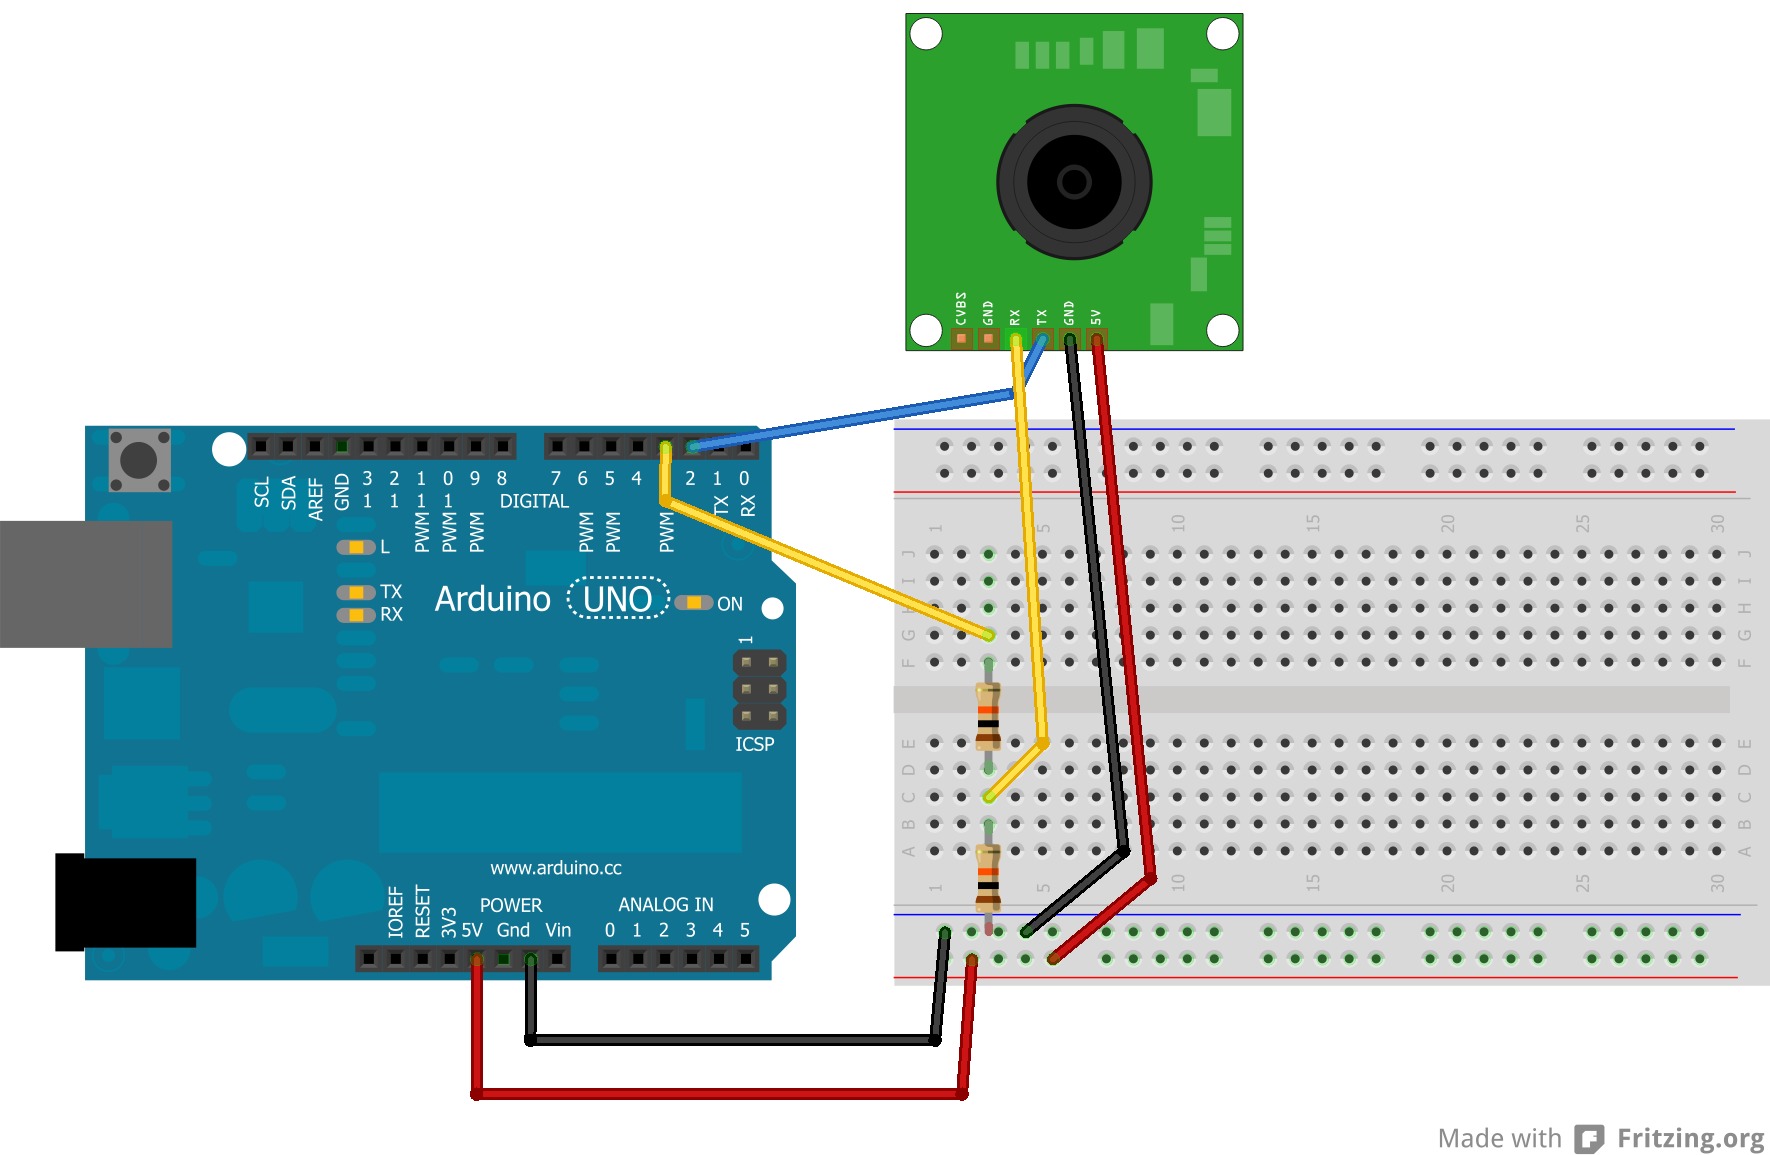 CVBS GND RX TX GND 5V
SCL SDA AREF GND 13 12 11 10 9 8
7 6 5 4 2 1 0
DIGITAL
PWM PWM PWM PWM PWM PWM TX RX
L
TX
RX
Arduino UNO ON
1
ICSP
www.arduino.cc
POWER
ANALOG IN
IOREF RESET 3V3 5V Gnd Vin
0 1 2 3 4 5
1 5 10 15 20 25 30
J J
I I
H H
G G
F F
E E
D D
C C
B B
A A
1 5 10 15 20 25 30
Made with Fritzing.org